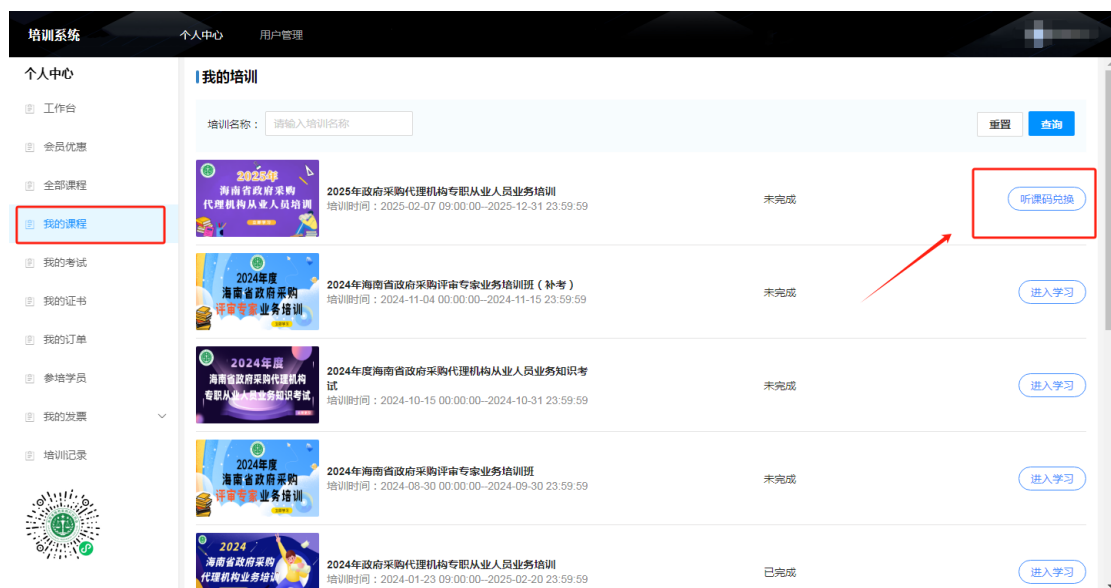 培训系统
个人中心
用户管理
个人中心
工作台
会员优惠
全部课程
我的课程
我的考试
我的证书
我的订单
参培学员
我的发票
培训记录
我的培训
培训名称：
请输入培训名称
重置
查询
2025年
海南省政府采购
代理机构从业人员培训
2025年政府采购代理机构专职从业人员业务培训
培训时间：2025-02-07 09:00:00--2025-12-31 23:59:59
未完成
听课码兑换
2024年度
海南省政府采购
评审专家业务培训
2024年海南省政府采购评审专家业务培训班（补考）
培训时间：2024-11-04 00:00:00--2024-11-15 23:59:59
未完成
进入学习
2024年度
海南省政府采购代理机构
专职从业人员业务知识考试
2024年度海南省政府采购代理机构从业人员业务知识考
试
培训时间：2024-10-15 00:00:00--2024-10-31 23:59:59
未完成
进入学习
2024年度
海南省政府采购
评审专家业务培训
2024年海南省政府采购评审专家业务培训班
培训时间：2024-08-30 00:00:00--2024-09-30 23:59:59
未完成
进入学习
2024
海南省政府采购
代理机构业务培
2024年政府采购代理机构专职从业人员业务培训
培训时间：2024-01-23 09:00:00--2025-02-20 23:59:59
已完成
进入学习